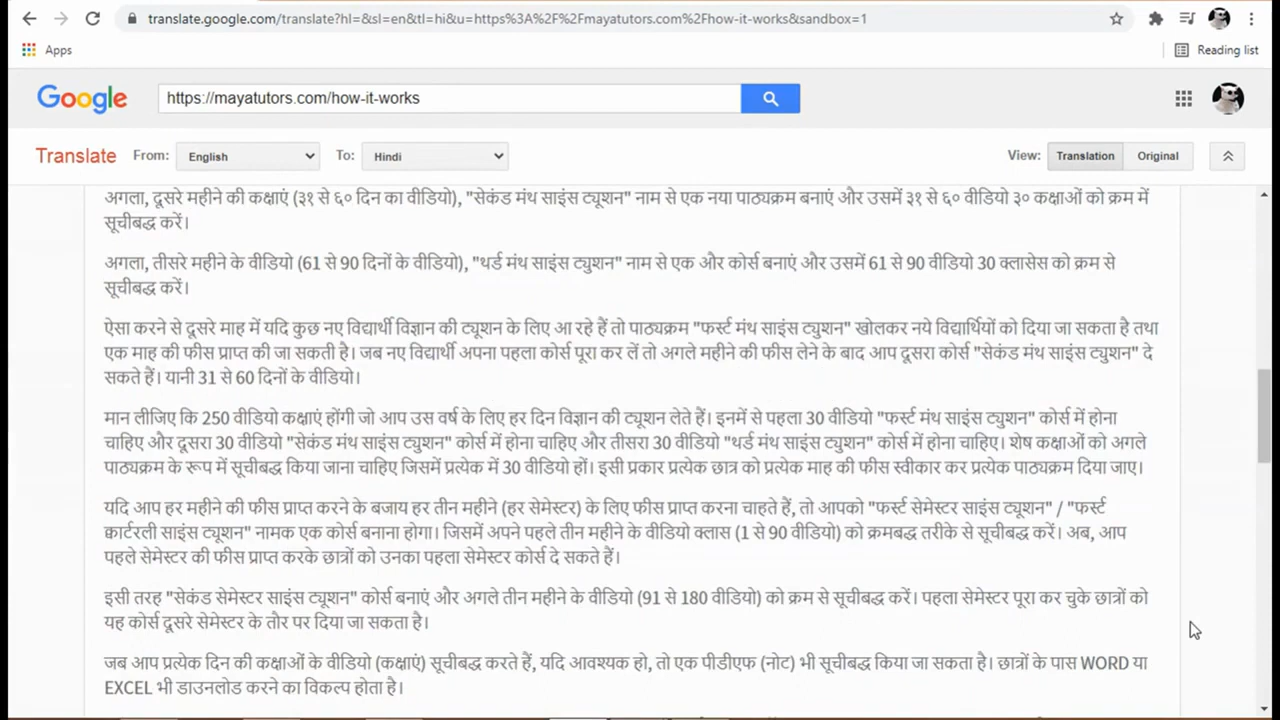 translate.google.com/translate?hl=&sl=en&tl=hi&u=https%3A%2F%2Fmayatutors.com%2Fhow-it-works&sandbox=1
Apps
Reading list
Google
https://mayatutors.com/how-it-works
Translate From: English To: Hindi View: Translation Original
अगला, दूसरे महीने की कक्षाएं (३१ से ६० दिन का वीडियो), "सेकंड मंथ साइंस ट्यूशन" नाम से एक नया पाठ्यक्रम बनाएं और उसमें ३१ से ६० वीडियो ३० कक्षाओं को क्रम में
सूचीबद्ध करें।
अगला, तीसरे महीने के वीडियो (61 से 90 दिनों के वीडियो), "थर्ड मंथ साइंस ट्युशन" नाम से एक और कोर्स बनाएं और उसमें 61 से 90 वीडियो 30 क्लासेस को क्रम से
सूचीबद्ध करें।
ऐसा करने से दूसरे माह में यदि कुछ नए विद्यार्थी विज्ञान की ट्यूशन के लिए आ रहे हैं तो पाठ्यक्रम "फर्स्ट मंथ साइंस ट्युशन" खोलकर नये विद्यार्थियों को दिया जा सकता है तथा
एक माह की फीस प्राप्त की जा सकती है। जब नए विद्यार्थी अपना पहला कोर्स पूरा कर लें तो अगले महीने की फीस लेने के बाद आप दूसरा कोर्स "सेकंड मंथ साइंस ट्युशन" दे
सकते हैं। यानी 31 से 60 दिनों के वीडियो।
मान लीजिए कि 250 वीडियो कक्षाएं होंगी जो आप उस वर्ष के लिए हर दिन विज्ञान की ट्यूशन लेते हैं। इनमें से पहला 30 वीडियो "फर्स्ट मंथ साइंस ट्युशन" कोर्स में होना
चाहिए और दूसरा 30 वीडियो "सेकंड मंथ साइंस ट्युशन" कोर्स में होना चाहिए और तीसरा 30 वीडियो "थर्ड मंथ साइंस ट्युशन" कोर्स में होना चाहिए। शेष कक्षाओं को अगले
पाठ्यक्रम के रूप में सूचीबद्ध किया जाना चाहिए जिसमें प्रत्येक में 30 वीडियो हों। इसी प्रकार प्रत्येक छात्र को प्रत्येक माह की फीस स्वीकार कर प्रत्येक पाठ्यक्रम दिया जाए।
यदि आप हर महीने की फीस प्राप्त करने के बजाय हर तीन महीने (हर सेमेस्टर) के लिए फीस प्राप्त करना चाहते हैं, तो आपको "फर्स्ट सेमेस्टर साइंस ट्यूशन" / "फर्स्ट
क्वार्टरली साइंस ट्यूशन" नामक एक कोर्स बनाना होगा। जिसमें अपने पहले तीन महीने के वीडियो क्लास (1 से 90 वीडियो) को क्रमबद्ध तरीके से सूचीबद्ध करें। अब, आप
पहले सेमेस्टर की फीस प्राप्त करके छात्रों को उनका पहला सेमेस्टर कोर्स दे सकते हैं।
इसी तरह "सेकंड सेमेस्टर साइंस ट्यूशन" कोर्स बनाएं और अगले तीन महीने के वीडियो (91 से 180 वीडियो) को क्रम से सूचीबद्ध करें। पहला सेमेस्टर पूरा कर चुके छात्रों को
यह कोर्स दूसरे सेमेस्टर के तौर पर दिया जा सकता है।
जब आप प्रत्येक दिन की कक्षाओं के वीडियो (कक्षाएं) सूचीबद्ध करते हैं, यदि आवश्यक हो, तो एक पीडीएफ (नोट) भी सूचीबद्ध किया जा सकता है। छात्रों के पास WORD या
EXCEL भी डाउनलोड करने का विकल्प होता है।